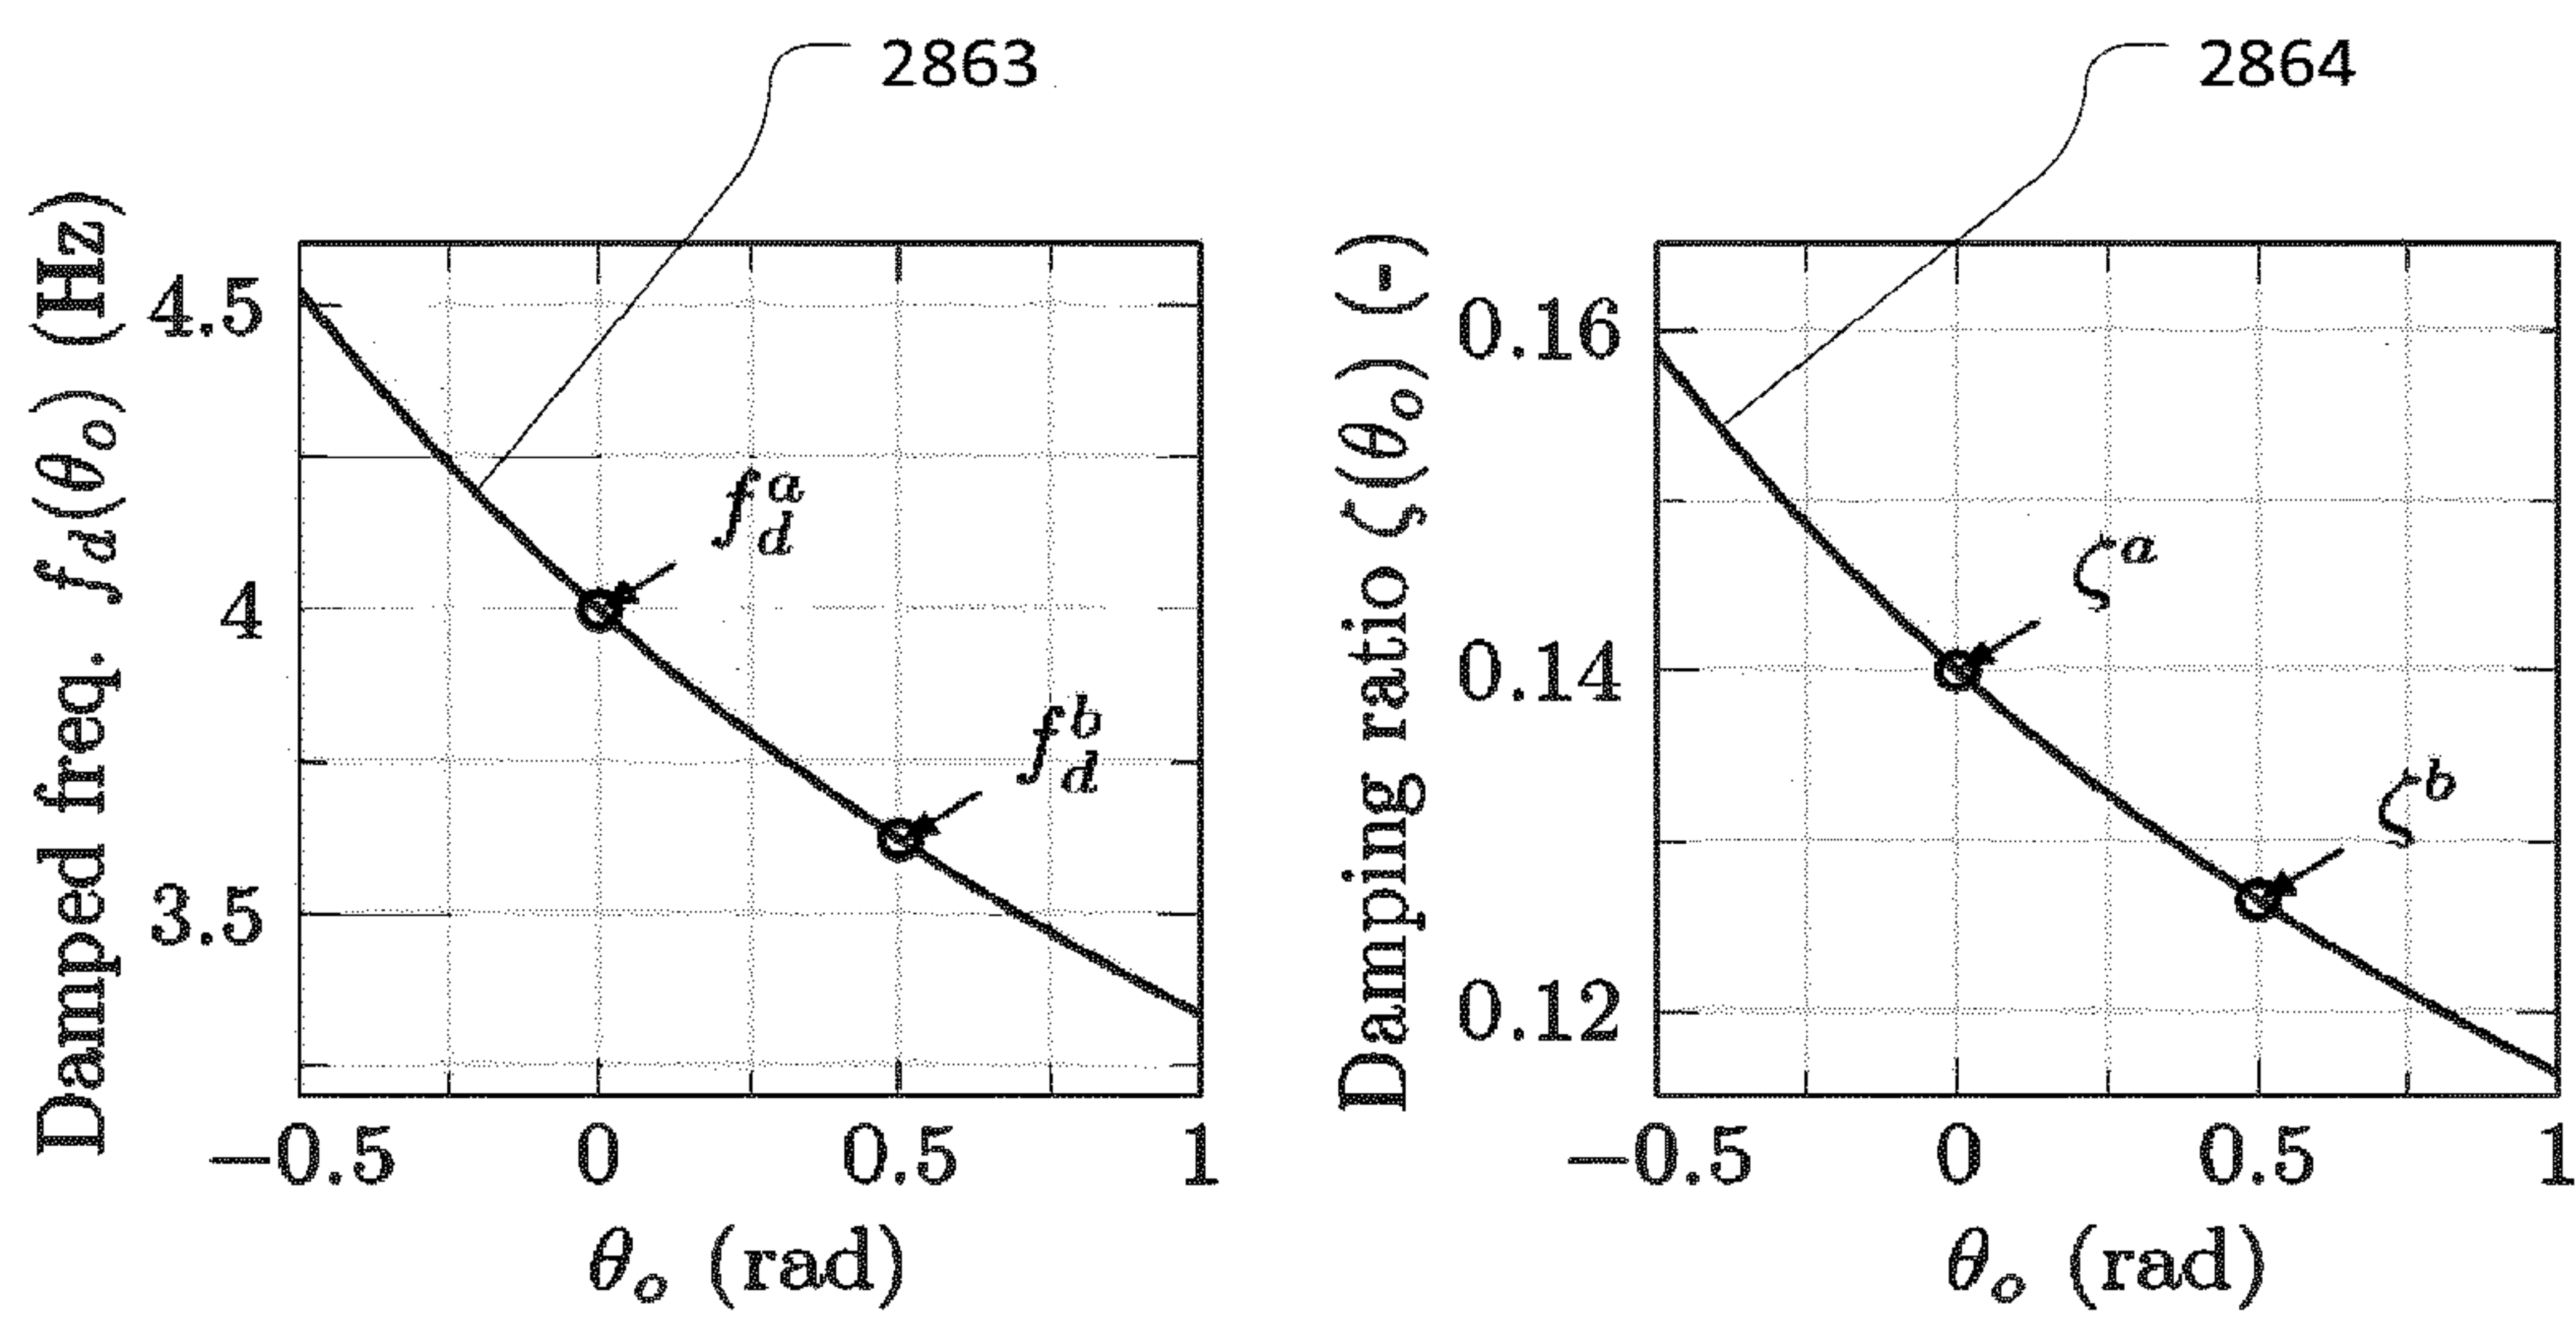 2863
Damped freq. f_d(θ_o) (Hz)
4.5
4
3.5
f_d^a
f_d^b
−0.5 0 0.5 1
θ_o (rad)
2864
Damping ratio ζ(θ_o) (-)
0.16
0.14
0.12
ζ^a
ζ^b
−0.5 0 0.5 1
θ_o (rad)